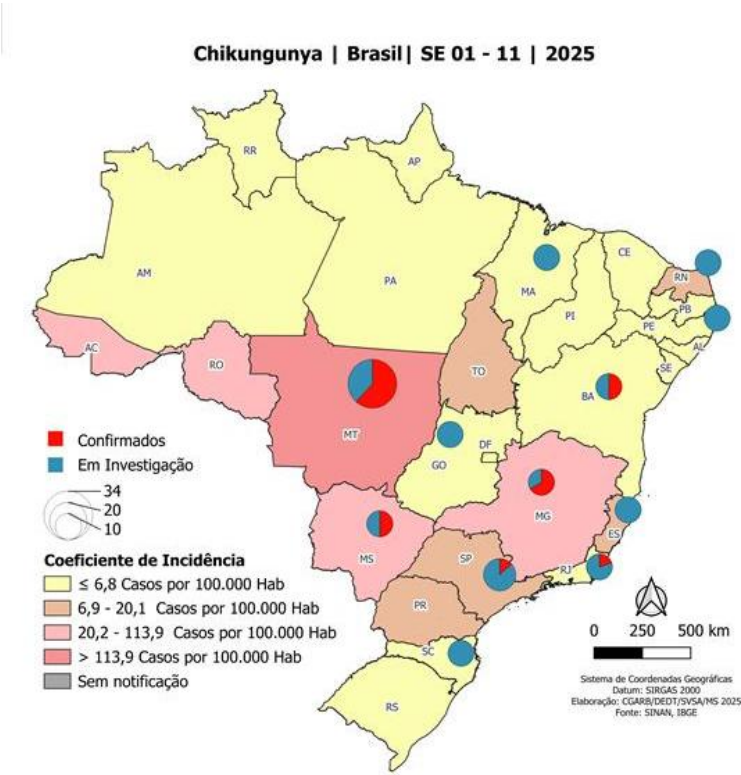 Chikungunya | Brasil| SE 01 - 11 | 2025
RR
AP
AM
PA
MA
CE
RN
PB
PI
PE
AL
SE
AC
RO
TO
BA
MT
DF
GO
MG
MS
ES
SP
RJ
PR
SC
RS
Confirmados
Em Investigação
34
20
10
Coeficiente de Incidência
≤ 6,8 Casos por 100.000 Hab
6,9 - 20,1 Casos por 100.000 Hab
20,2 - 113,9 Casos por 100.000 Hab
> 113,9 Casos por 100.000 Hab
Sem notificação
0 250 500 km
Sistema de Coordenadas Geográficas
Datum: SIRGAS 2000
Elaboração: CGARB/DEDT/SVSA/MS 2025
Fonte: SINAN, IBGE